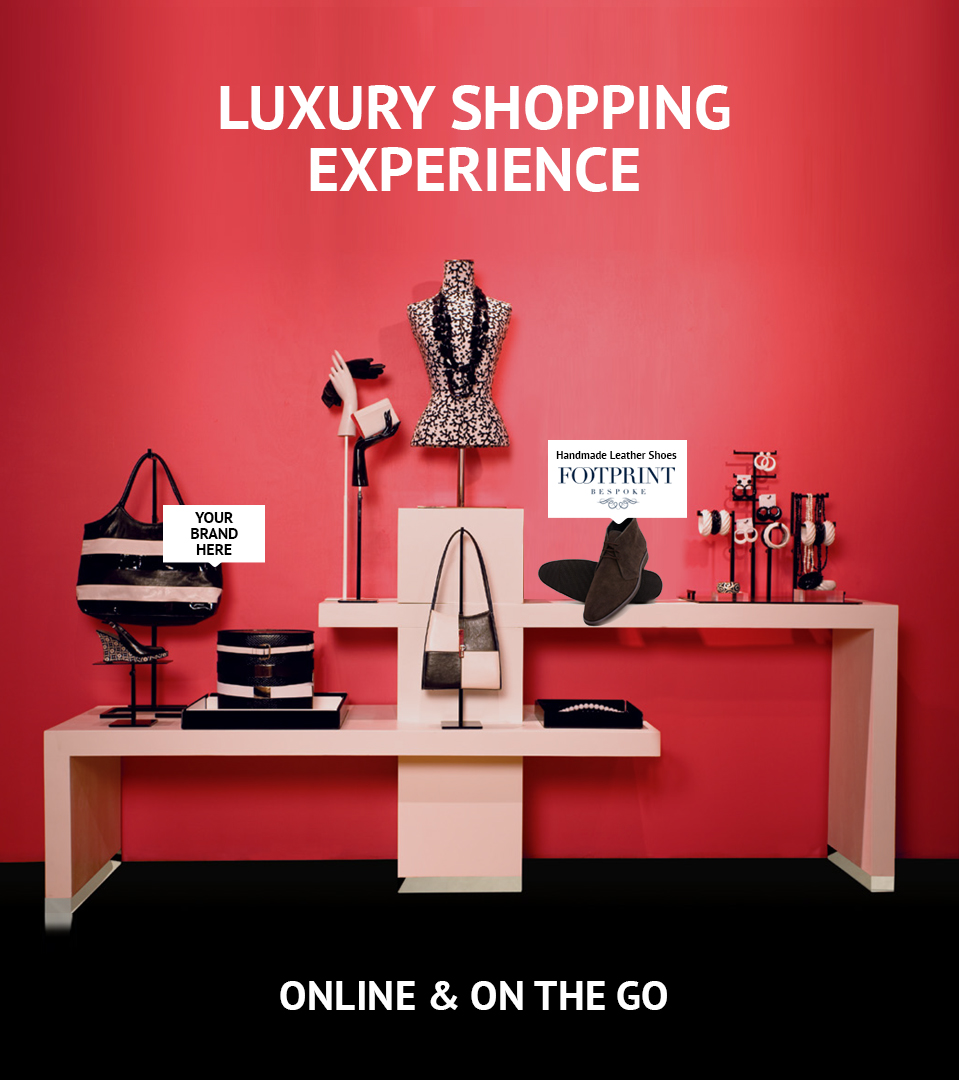 LUXURY SHOPPING
EXPERIENCE
Handmade Leather Shoes
FOOTPRINT
BESPOKE
YOUR
BRAND
HERE
ONLINE & ON THE GO